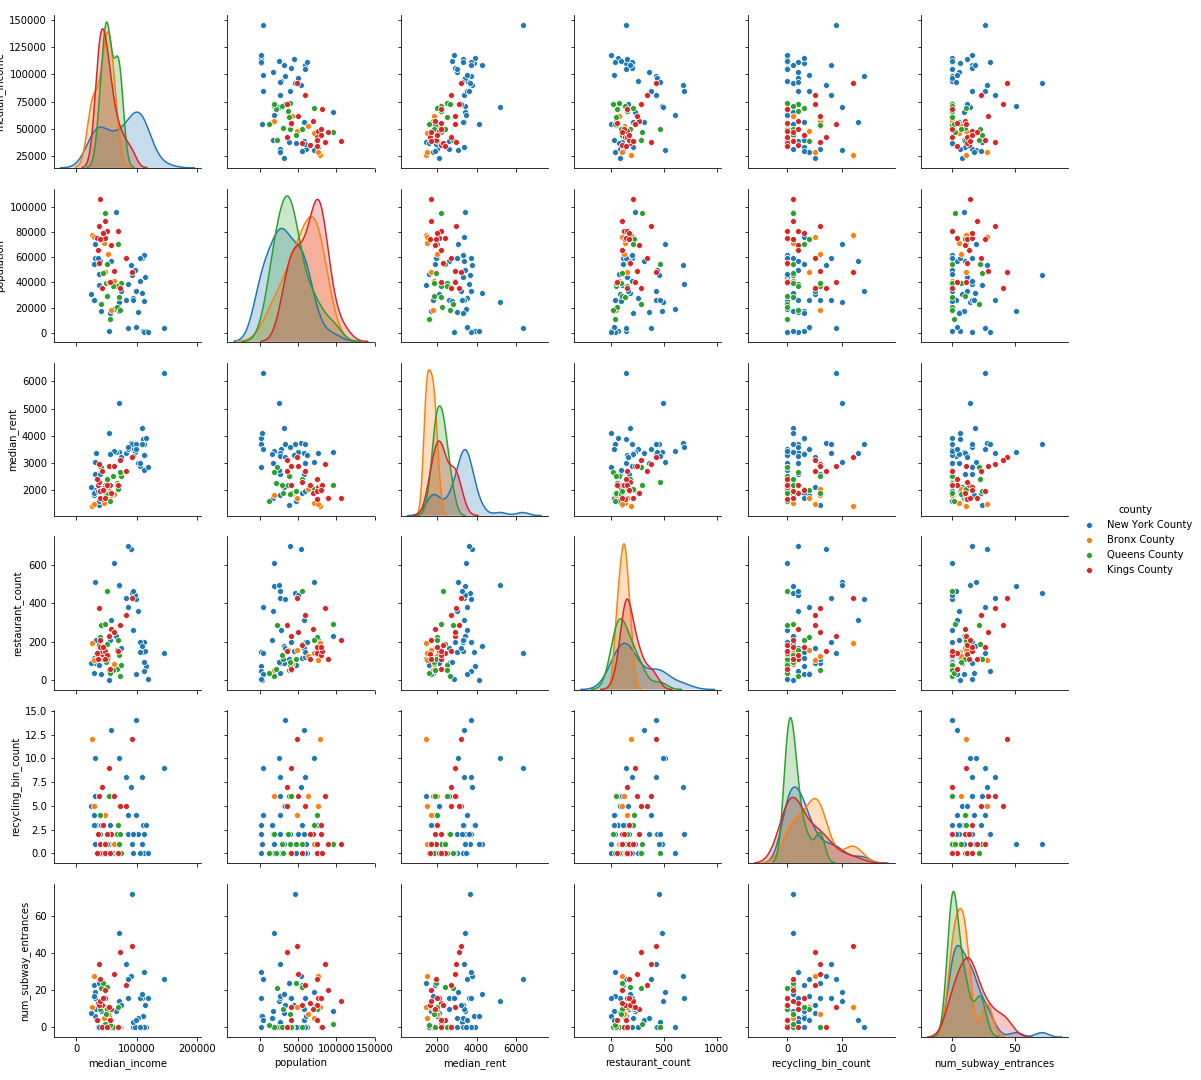 150000
125000
100000
75000
50000
25000
100000
80000
60000
40000
20000
0
population
6000
5000
4000
3000
2000
median_rent
600
400
200
0
restaurant_count
15.0
12.5
10.0
7.5
5.0
2.5
0.0
recycling_bin_count
60
40
20
0
num_subway_entrances
0 100000 200000
median_income
0 50000 100000 150000
population
2000 4000 6000
median_rent
0 500 1000
restaurant_count
0 10
recycling_bin_count
0 50
num_subway_entrances
county
New York County
Bronx County
Queens County
Kings County